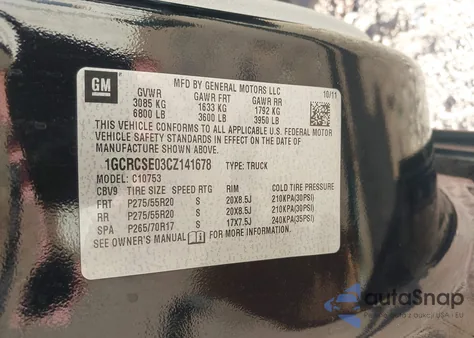 GM
MFD BY GENERAL MOTORS LLC
10/11
GVWR GAWR FRT GAWR RR
3085 KG 1633 KG 1792 KG
6800 LB 3600 LB 3950 LB
THIS VEHICLE CONFORMS TO ALL APPLICABLE U.S. FEDERAL MOTOR
VEHICLE SAFETY STANDARDS IN EFFECT ON THE DATE OF
MANUFACTURE SHOWN ABOVE.
1GCRCSE03CZ141678 TYPE: TRUCK
MODEL: C10753
CBV9 TIRE SIZE SPEED RTG RIM COLD TIRE PRESSURE
FRT P275/55R20 S 20X8.5J 210KPA(30PSI)
RR P275/55R20 S 20X8.5J 210KPA(30PSI)
SPA P265/70R17 S 17X7.5J 240KPA(35PSI)
SEE OWNER'S MANUAL FOR MORE INFORMATION.
autoSnap